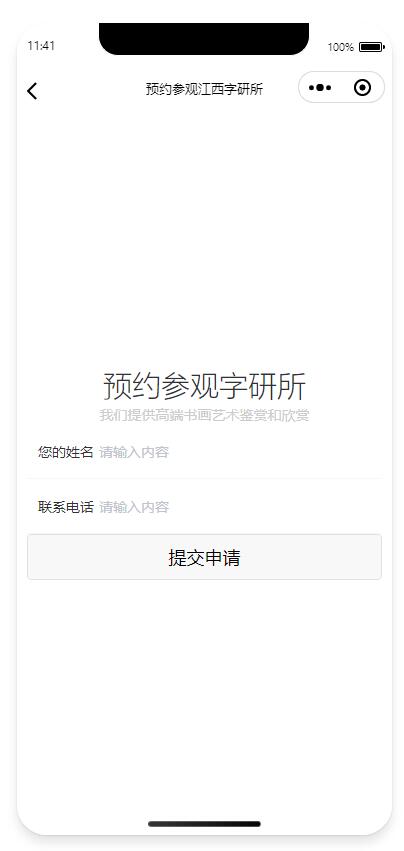 11:41
100%
预约参观江西字研所
预约参观字研所
我们提供高端书画艺术鉴赏和欣赏
您的姓名 请输入内容
联系电话 请输入内容
提交申请